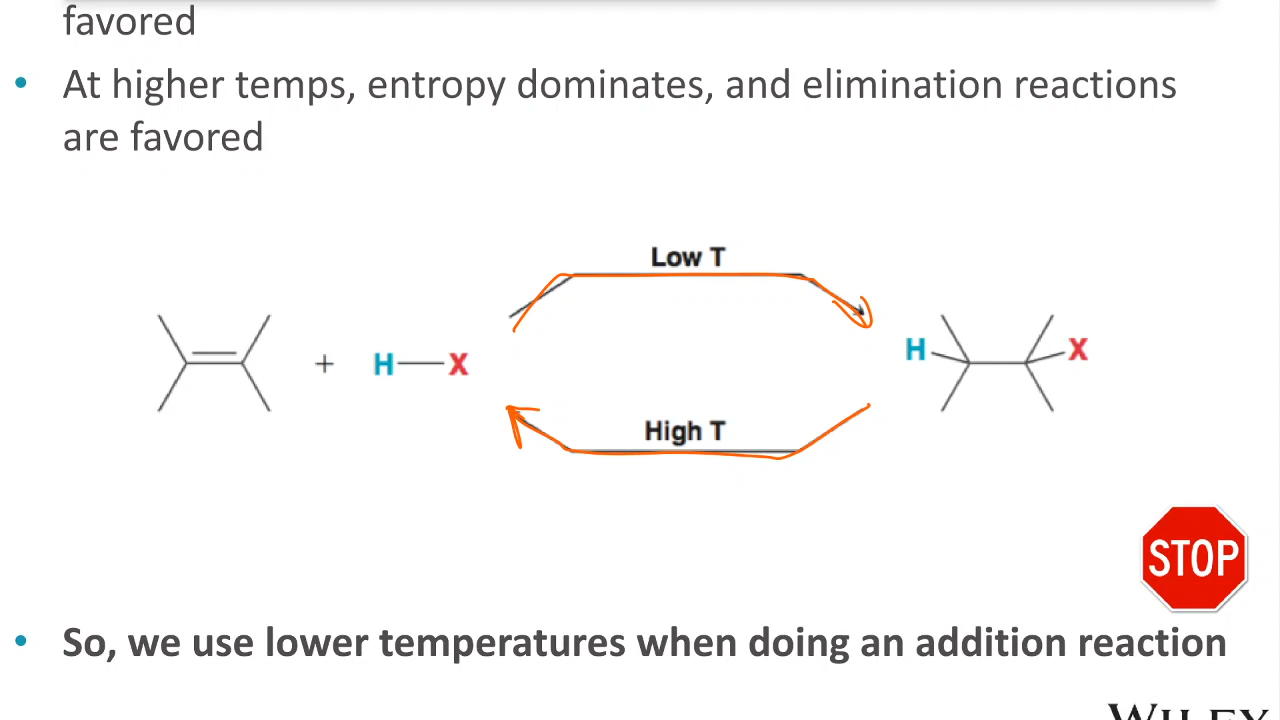 favored
• At higher temps, entropy dominates, and elimination reactions
are favored
Low T
+ H X
H X
High T
STOP
• So, we use lower temperatures when doing an addition reaction
WILEY